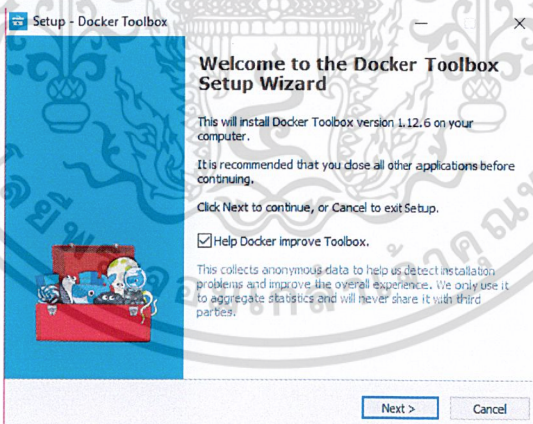 Setup - Docker Toolbox
Welcome to the Docker Toolbox
Setup Wizard
This will install Docker Toolbox version 1.12.6 on your
computer.
It is recommended that you close all other applications before
continuing.
Click Next to continue, or Cancel to exit Setup.
Help Docker improve Toolbox.
This collects anonymous data to help us detect installation
problems and improve the overall experience. We only use it
to aggregate statistics and will never share it with third
parties.
Next >
Cancel